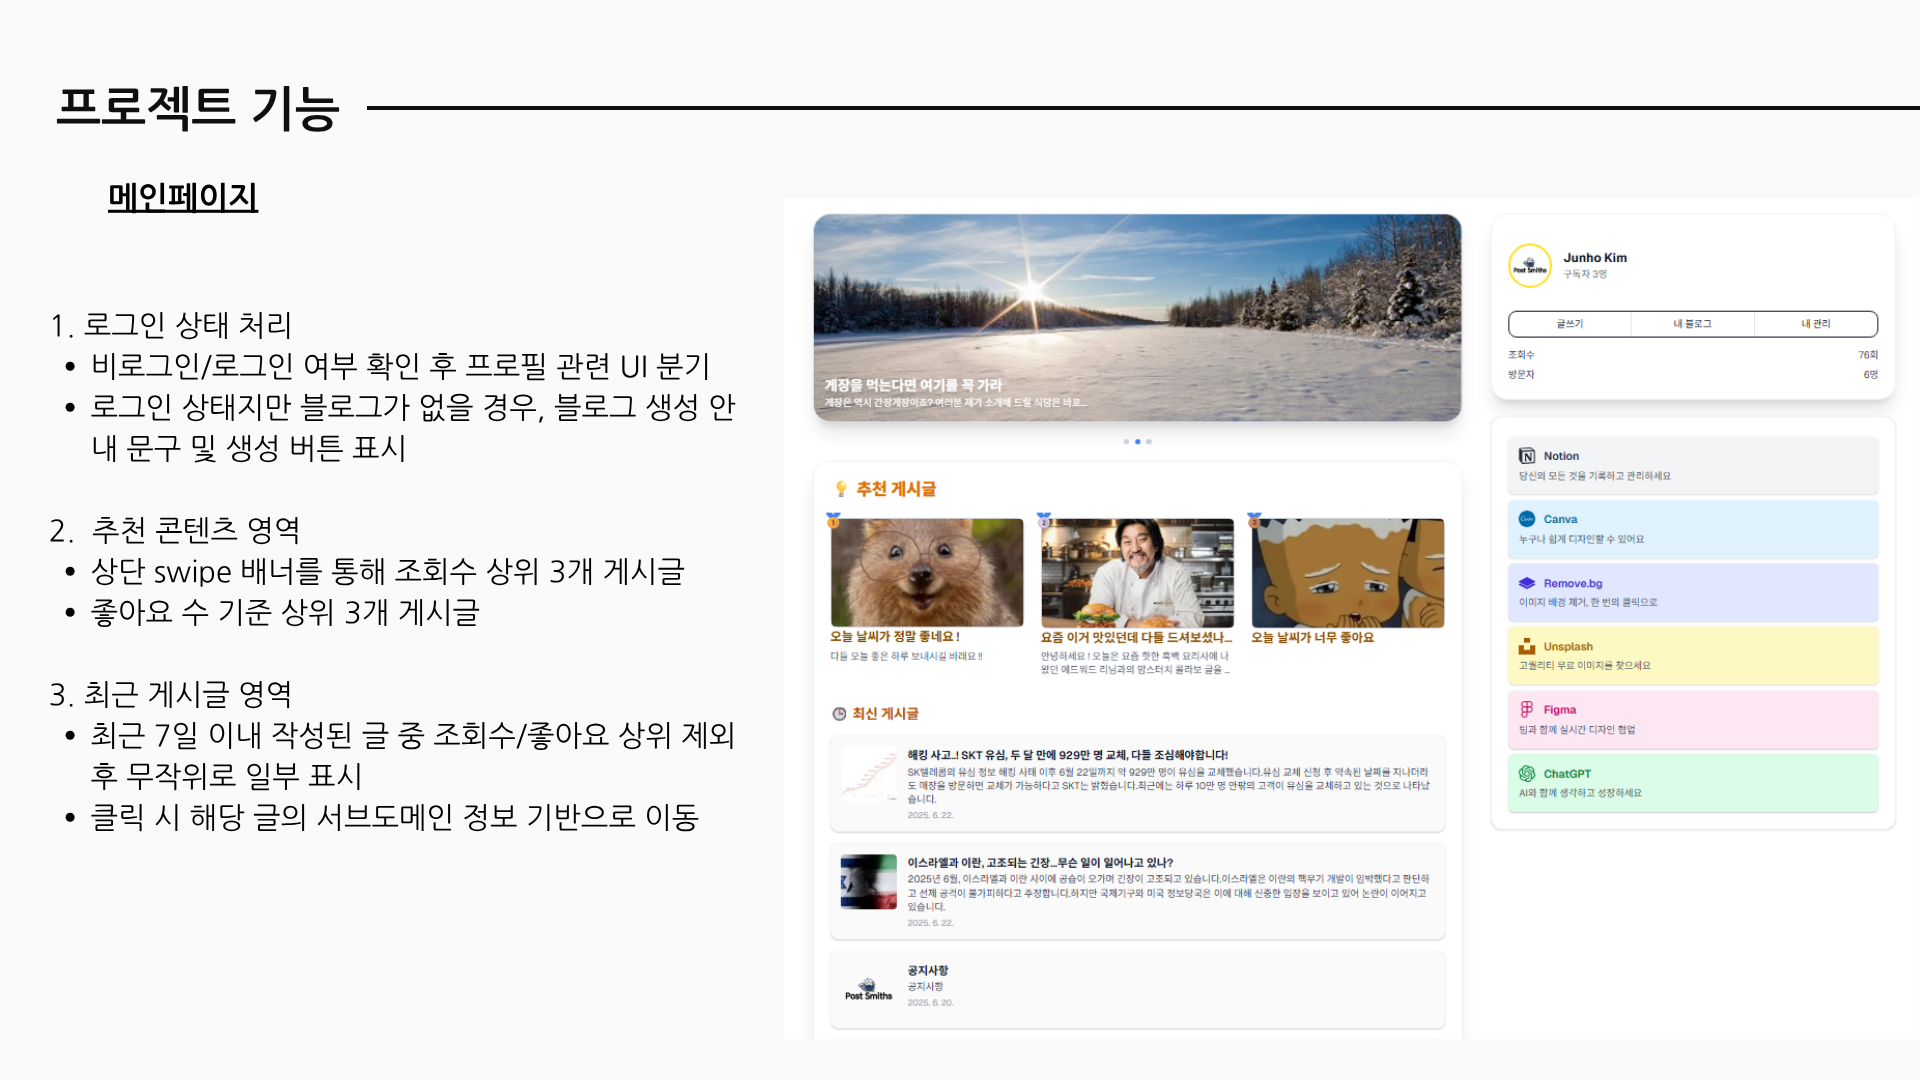 프로젝트 기능
메인페이지
1. 로그인 상태 처리
• 비로그인/로그인 여부 확인 후 프로필 관련 UI 분기
• 로그인 상태지만 블로그가 없을 경우, 블로그 생성 안
내 문구 및 생성 버튼 표시
2. 추천 콘텐츠 영역
• 상단 swipe 배너를 통해 조회수 상위 3개 게시글
• 좋아요 수 기준 상위 3개 게시글
3. 최근 게시글 영역
• 최근 7일 이내 작성된 글 중 조회수/좋아요 상위 제외
후 무작위로 일부 표시
• 클릭 시 해당 글의 서브도메인 정보 기반으로 이동
게장을 먹는다면 여기를 꼭 가라
게장은 역시 간장게장이죠? 여러분 제가 소개해 드릴 식당은 바로...
추천 게시글
1
2
3
오늘 날씨가 정말 좋네요 !
다들 오늘 좋은 하루 보내시길 바래요 !!
요즘 이거 맛있던데 다들 드셔보셨나...
안녕하세요 ! 오늘은 요즘 핫한 흑백 요리사에 나
왔던 에드워드 리님과의 맘스터치 콜라보 글을 ...
오늘 날씨가 너무 좋아요
최신 게시글
해킹 사고..! SKT 유심, 두 달 만에 929만 명 교체, 다들 조심해야합니다!
SK텔레콤의 유심 정보 해킹 사태 이후 6월 22일까지 약 929만 명이 유심을 교체했습니다.유심 교체 신청 후 약속된 날짜를 지나더라
도 매장을 방문하면 교체가 가능하다고 SKT는 밝혔습니다.최근에는 하루 10만 명 안팎의 고객이 유심을 교체하고 있는 것으로 나타났
습니다.
2025. 6. 22.
이스라엘과 이란, 고조되는 긴장...무슨 일이 일어나고 있나?
2025년 6월, 이스라엘과 이란 사이에 공습이 오가며 긴장이 고조되고 있습니다.이스라엘은 이란의 핵무기 개발이 임박했다고 판단하
고 선제 공격이 불가피하다고 주장합니다.하지만 국제기구와 미국 정보당국은 이에 대해 신중한 입장을 보이고 있어 논란이 이어지고
있습니다.
2025. 6. 22.
Post Smiths
공지사항
공지사항
2025. 6. 20.
Post Smiths
Junho Kim
구독자 3명
글쓰기
내 블로그
내 관리
조회수
76회
방문자
6명
Notion
당신의 모든 것을 기록하고 관리하세요
Canva
누구나 쉽게 디자인할 수 있어요
Remove.bg
이미지 배경 제거, 한 번의 클릭으로
Unsplash
고퀄리티 무료 이미지를 찾으세요
Figma
팀과 함께 실시간 디자인 협업
ChatGPT
AI와 함께 생각하고 성장하세요